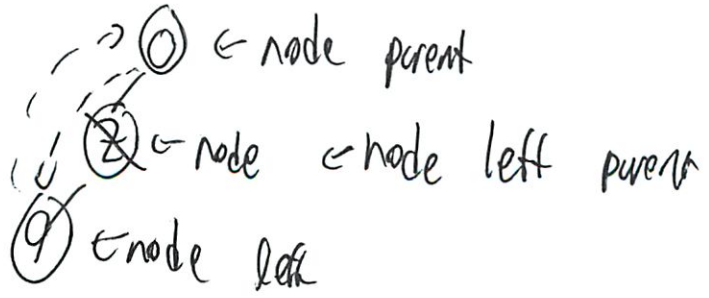 0 ← node parent
2 ← node ← node left parent
9 ← node left